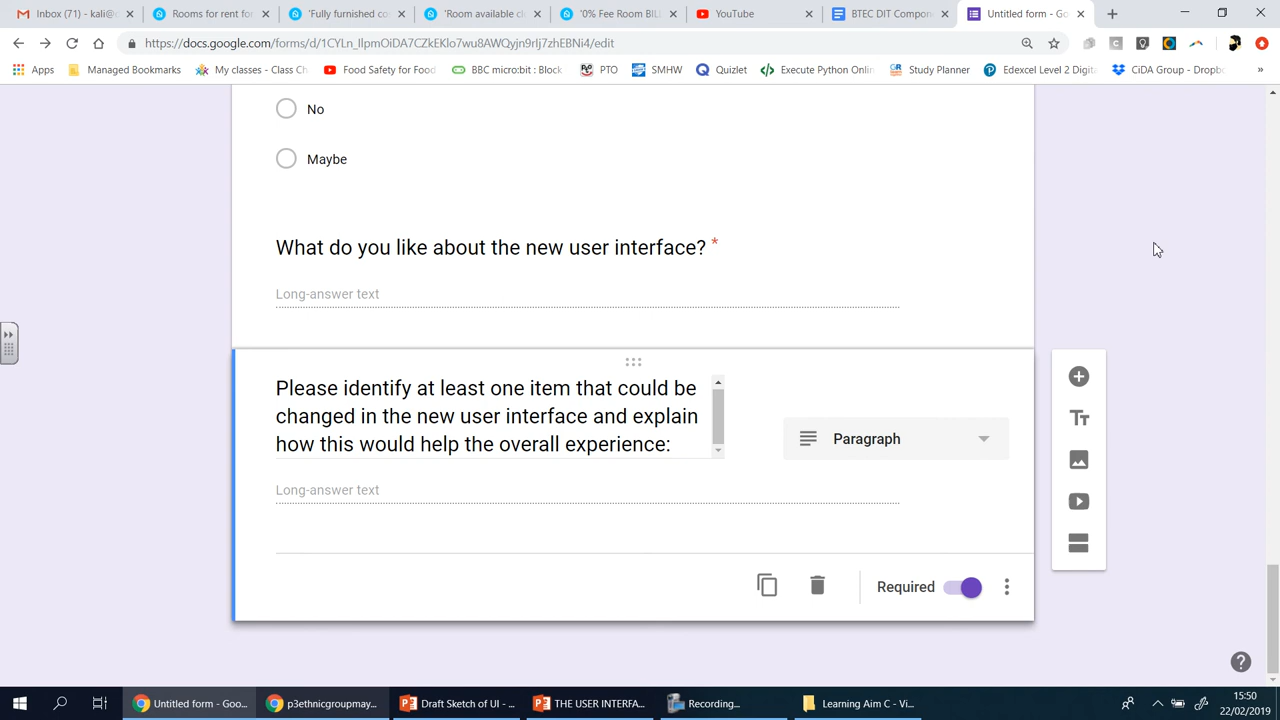 Inbox (71) - kali@c
Rooms for rent for
'Fully furnished co
'Room available cl
'0% Fee Room BIL
YouTube
BTEC DIT Compon
Untitled form - Goo
https://docs.google.com/forms/d/1CYLn_IlpmOiDA7CZkEKlo7wu8AWQyjn9rIj7zhEBNi4/edit
Apps
Managed Bookmarks
My classes - Class Ch
Food Safety for Food
BBC micro:bit : Block
PTO
SMHW
Quizlet
Execute Python Onlin
Study Planner
Edexcel Level 2 Digita
CiDA Group - Dropbo
»
No
Maybe
What do you like about the new user interface? *
Long-answer text
Please identify at least one item that could be
changed in the new user interface and explain
how this would help the overall experience:
Paragraph
Long-answer text
Required
Untitled form - Goo...
p3ethnicgroupmay...
Draft Sketch of UI - ...
THE USER INTERFA...
Recording...
Learning Aim C - Vi...
15:50
22/02/2019